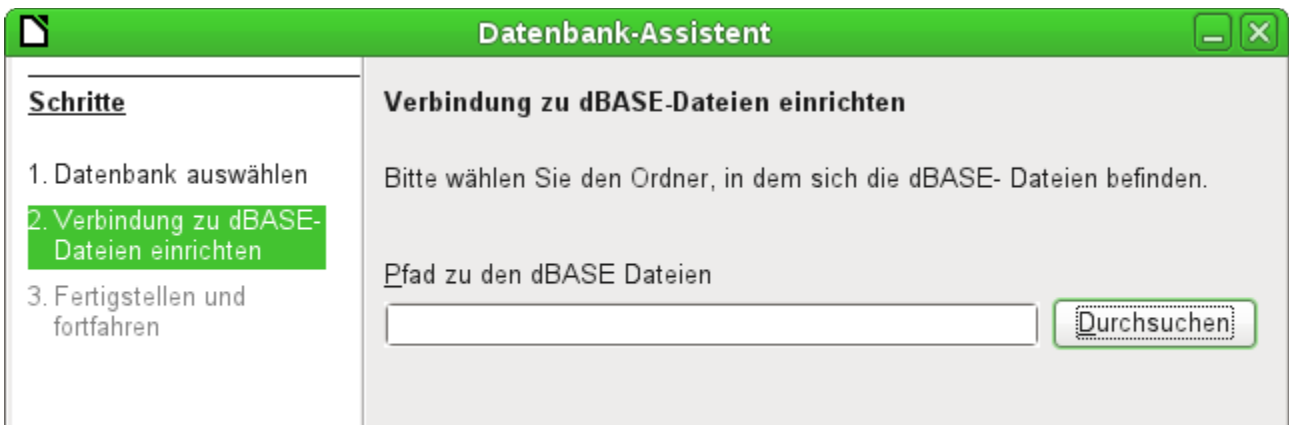 Datenbank-Assistent
Schritte
1. Datenbank auswählen
2. Verbindung zu dBASE-
Dateien einrichten
3. Fertigstellen und
fortfahren
Verbindung zu dBASE-Dateien einrichten
Bitte wählen Sie den Ordner, in dem sich die dBASE- Dateien befinden.
Pfad zu den dBASE Dateien
Durchsuchen